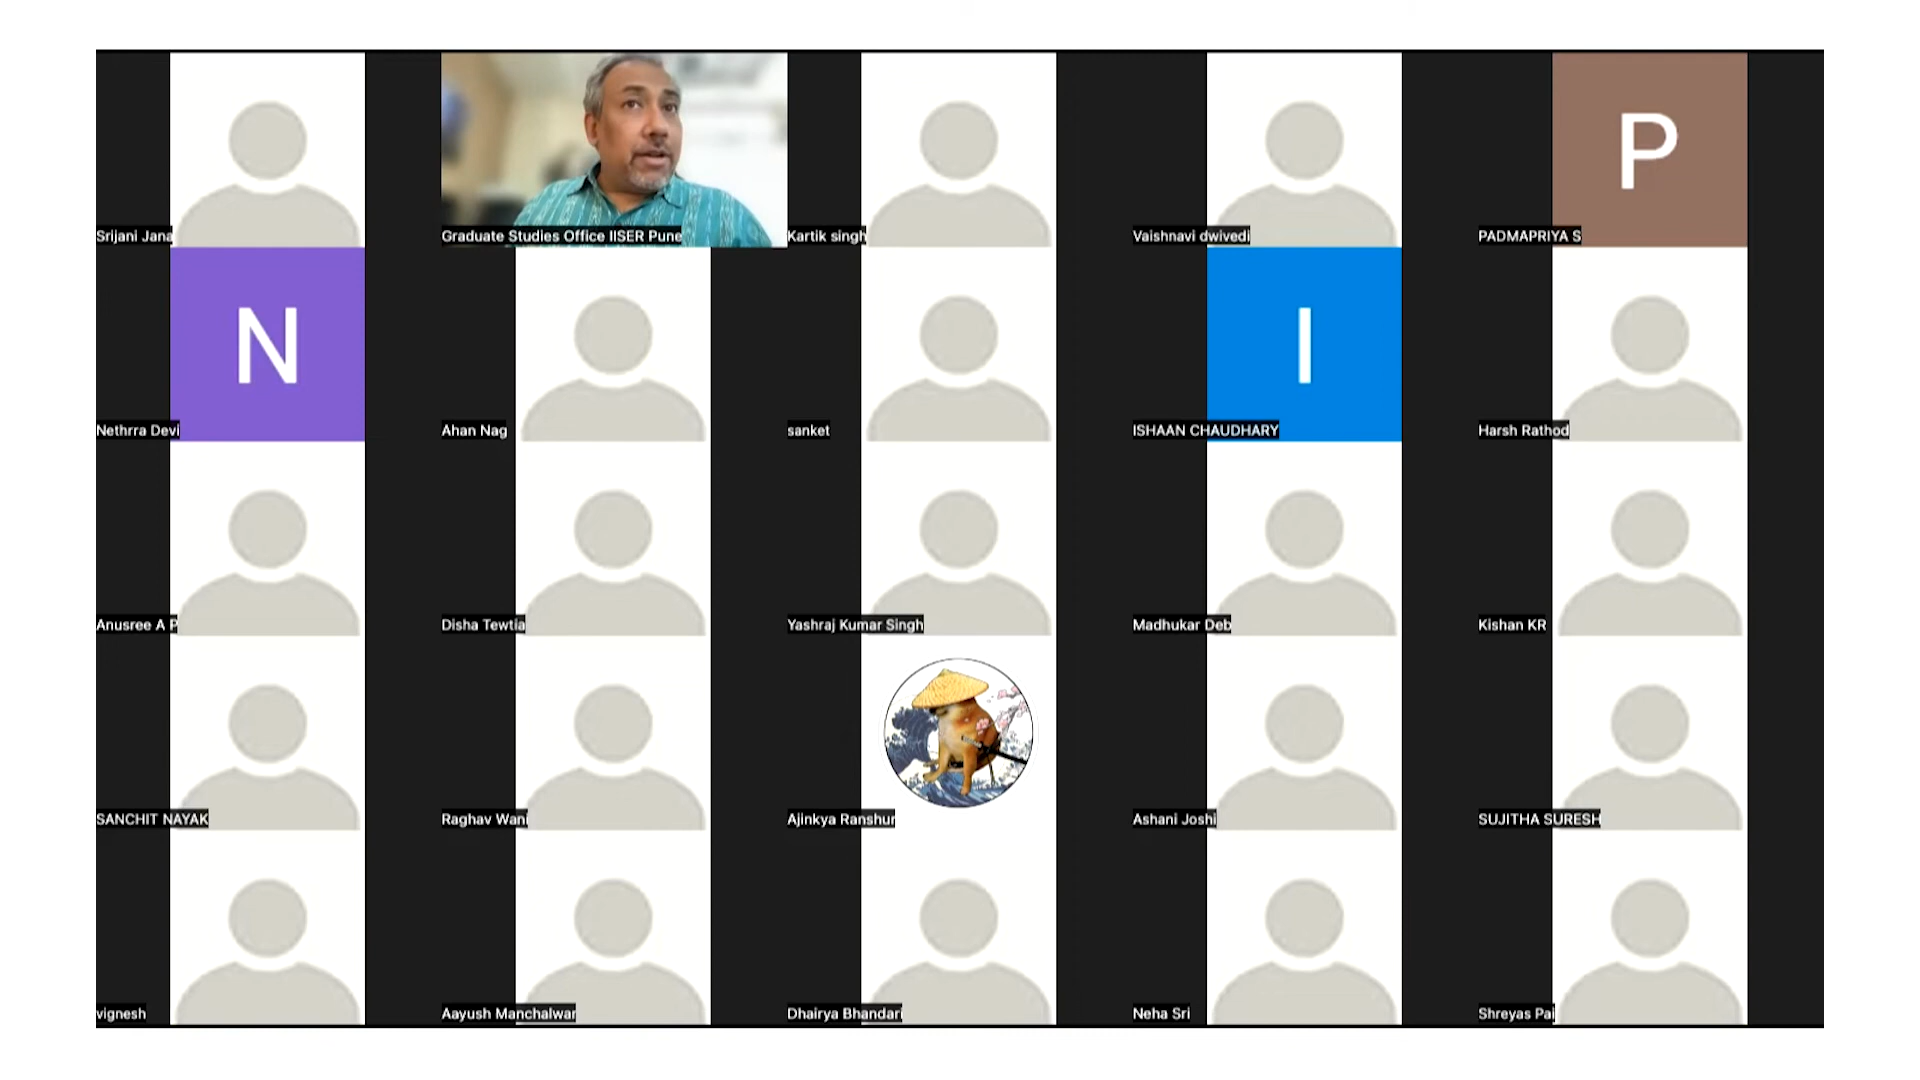 Srijani Jana
Graduate Studies Office IISER Pune
Kartik singh
Vaishnavi dwivedi
P
PADMAPRIYA S
N
Nethrra Devi
Ahan Nag
sanket
I
ISHAAN CHAUDHARY
Harsh Rathod
Anusree A P
Disha Tewtia
Yashraj Kumar Singh
Madhukar Deb
Kishan KR
SANCHIT NAYAK
Raghav Wani
Ajinkya Ranshur
Ashani Joshi
SUJITHA SURESH
vignesh
Aayush Manchalwar
Dhairya Bhandari
Neha Sri
Shreyas Pai